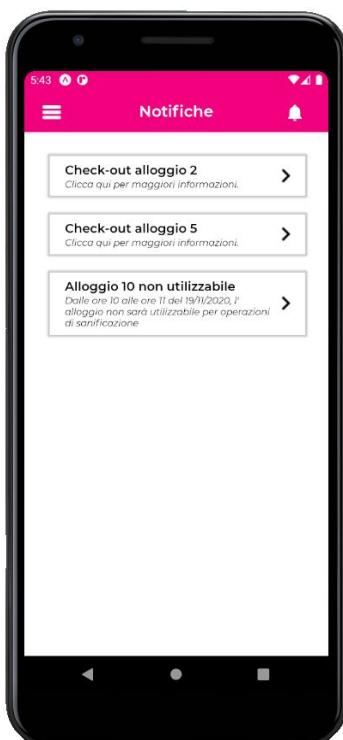 5:43
Notifiche
Check-out alloggio 2
Clicca qui per maggiori informazioni.
Check-out alloggio 5
Clicca qui per maggiori informazioni.
Alloggio 10 non utilizzabile
Dalle ore 10 alle ore 11 del 19/11/2020, l'
alloggio non sarà utilizzabile per operazioni
di sanificazione